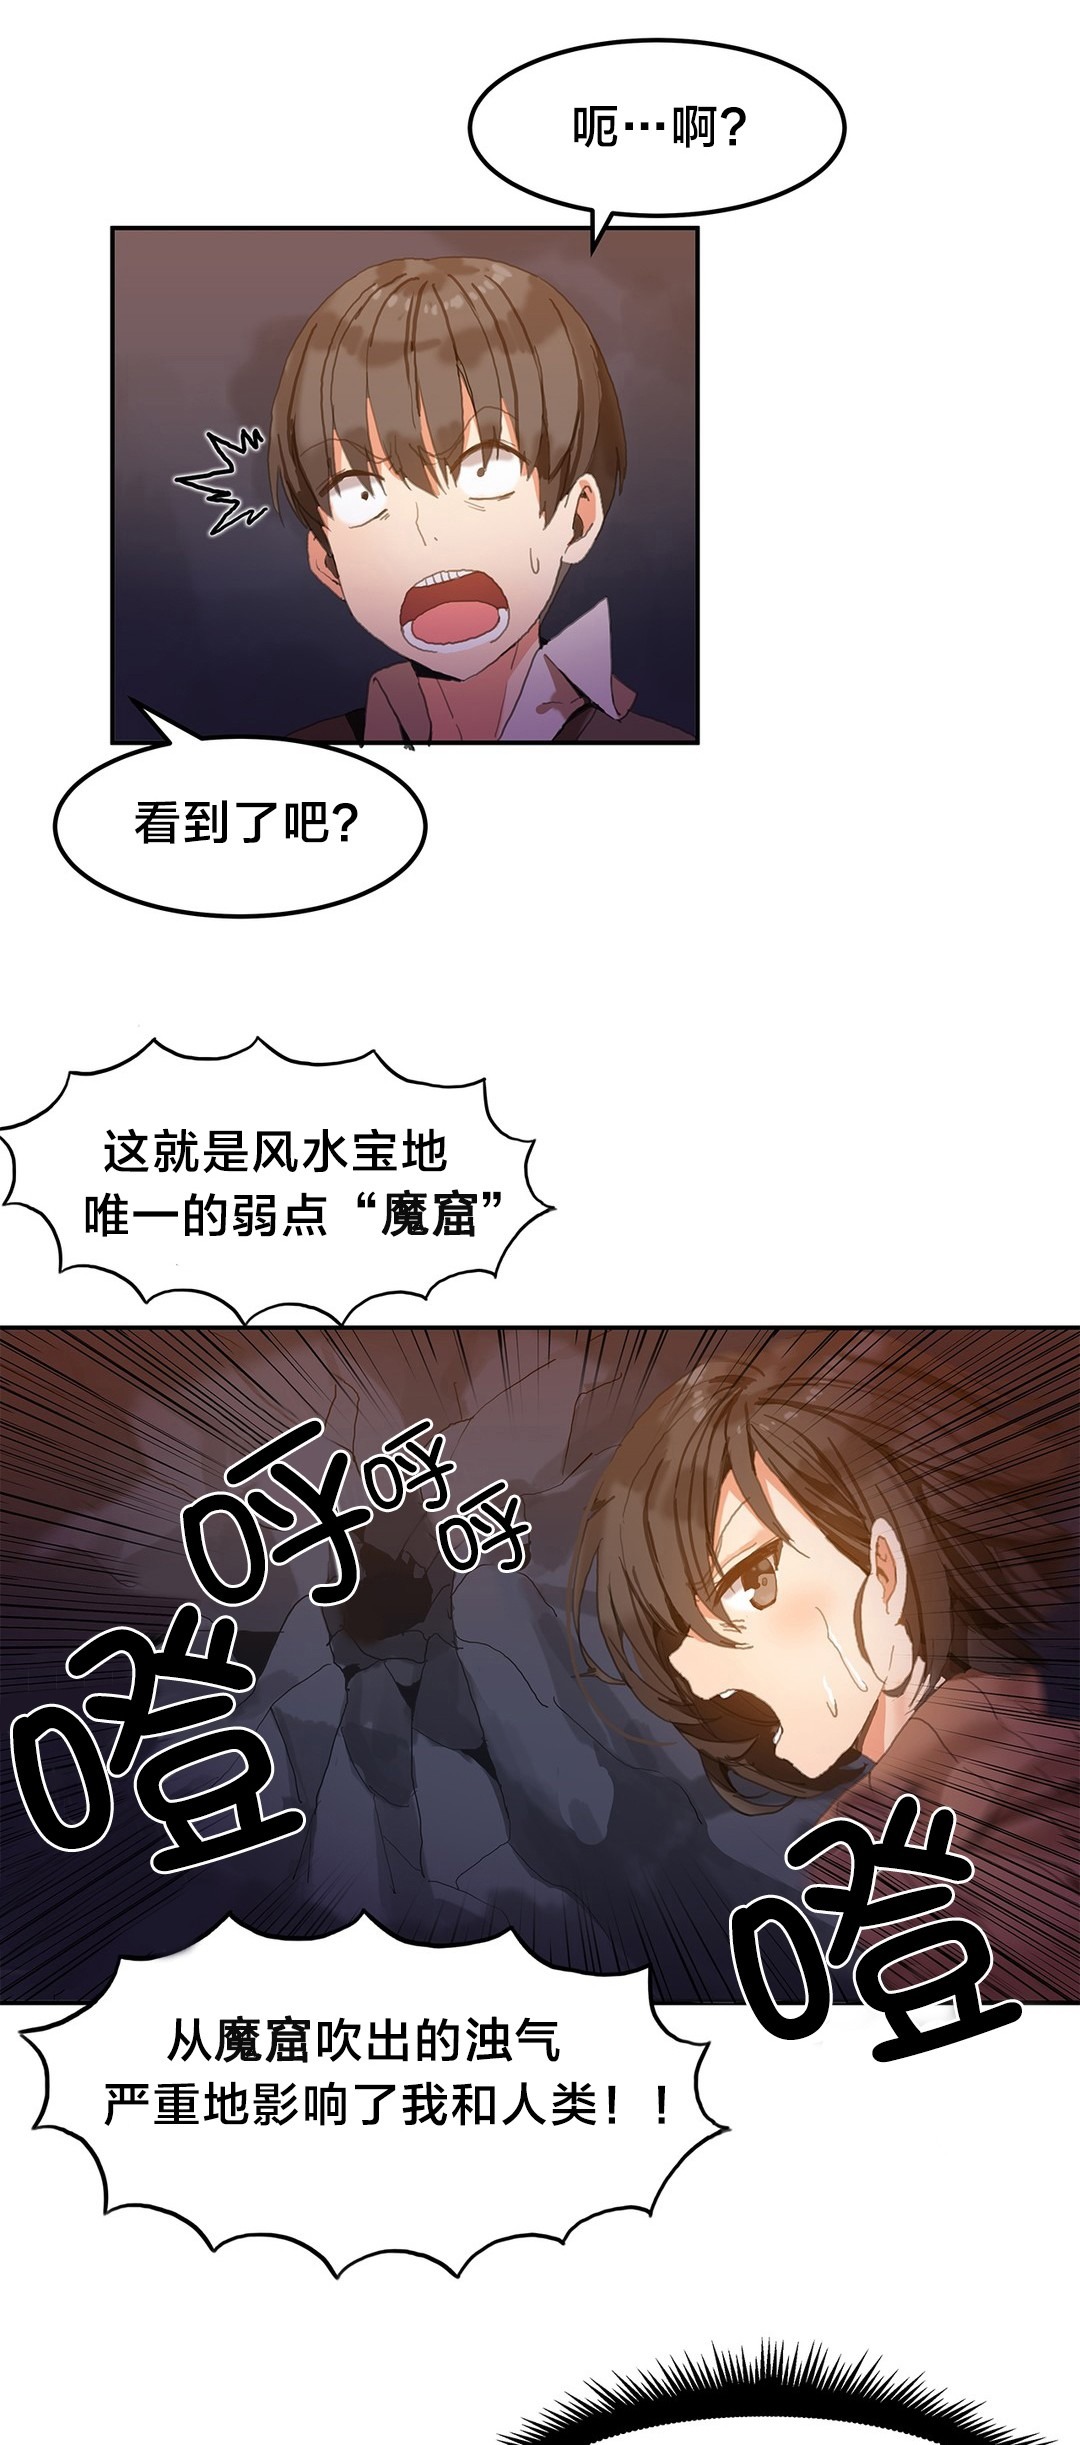 呃…啊?
看到了吧?
这就是风水宝地
唯一的弱点“魔窟”
呼
呼
呼
噔
噔
从魔窟吹出的浊气
严重地影响了我和人类！！